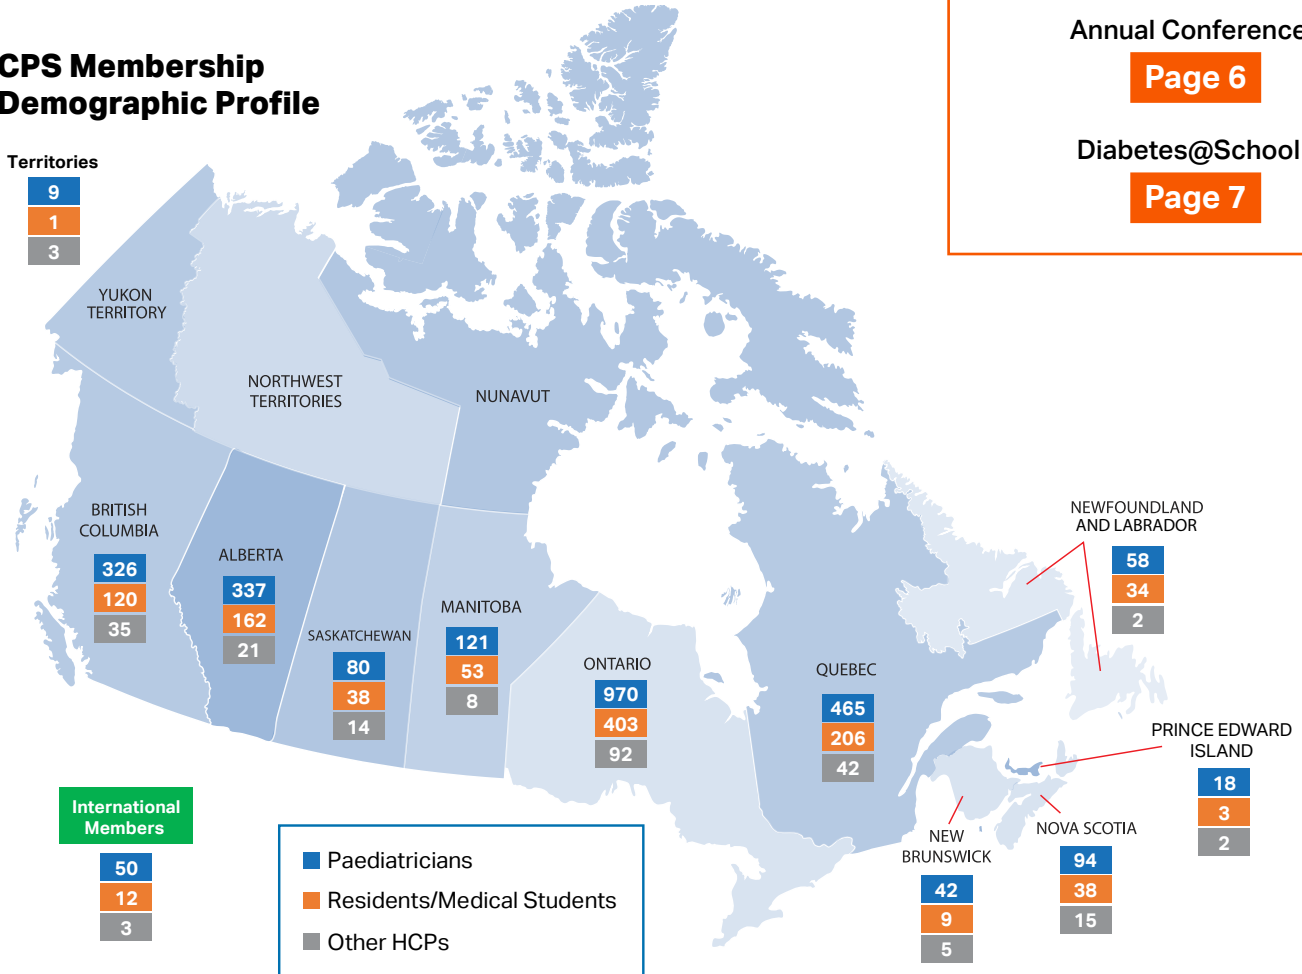 CPS Membership
Demographic Profile
Annual Conference
Page 6
Diabetes@School
Page 7
Territories
9
1
3
YUKON
TERRITORY
NORTHWEST
TERRITORIES
NUNAVUT
BRITISH
COLUMBIA
326
120
35
ALBERTA
337
162
21
SASKATCHEWAN
80
38
14
MANITOBA
121
53
8
ONTARIO
970
403
92
QUEBEC
465
206
42
NEWFOUNDLAND
AND LABRADOR
58
34
2
PRINCE EDWARD
ISLAND
18
3
2
NOVA SCOTIA
94
38
15
NEW
BRUNSWICK
42
9
5
International
Members
50
12
3
Paediatricians
Residents/Medical Students
Other HCPs